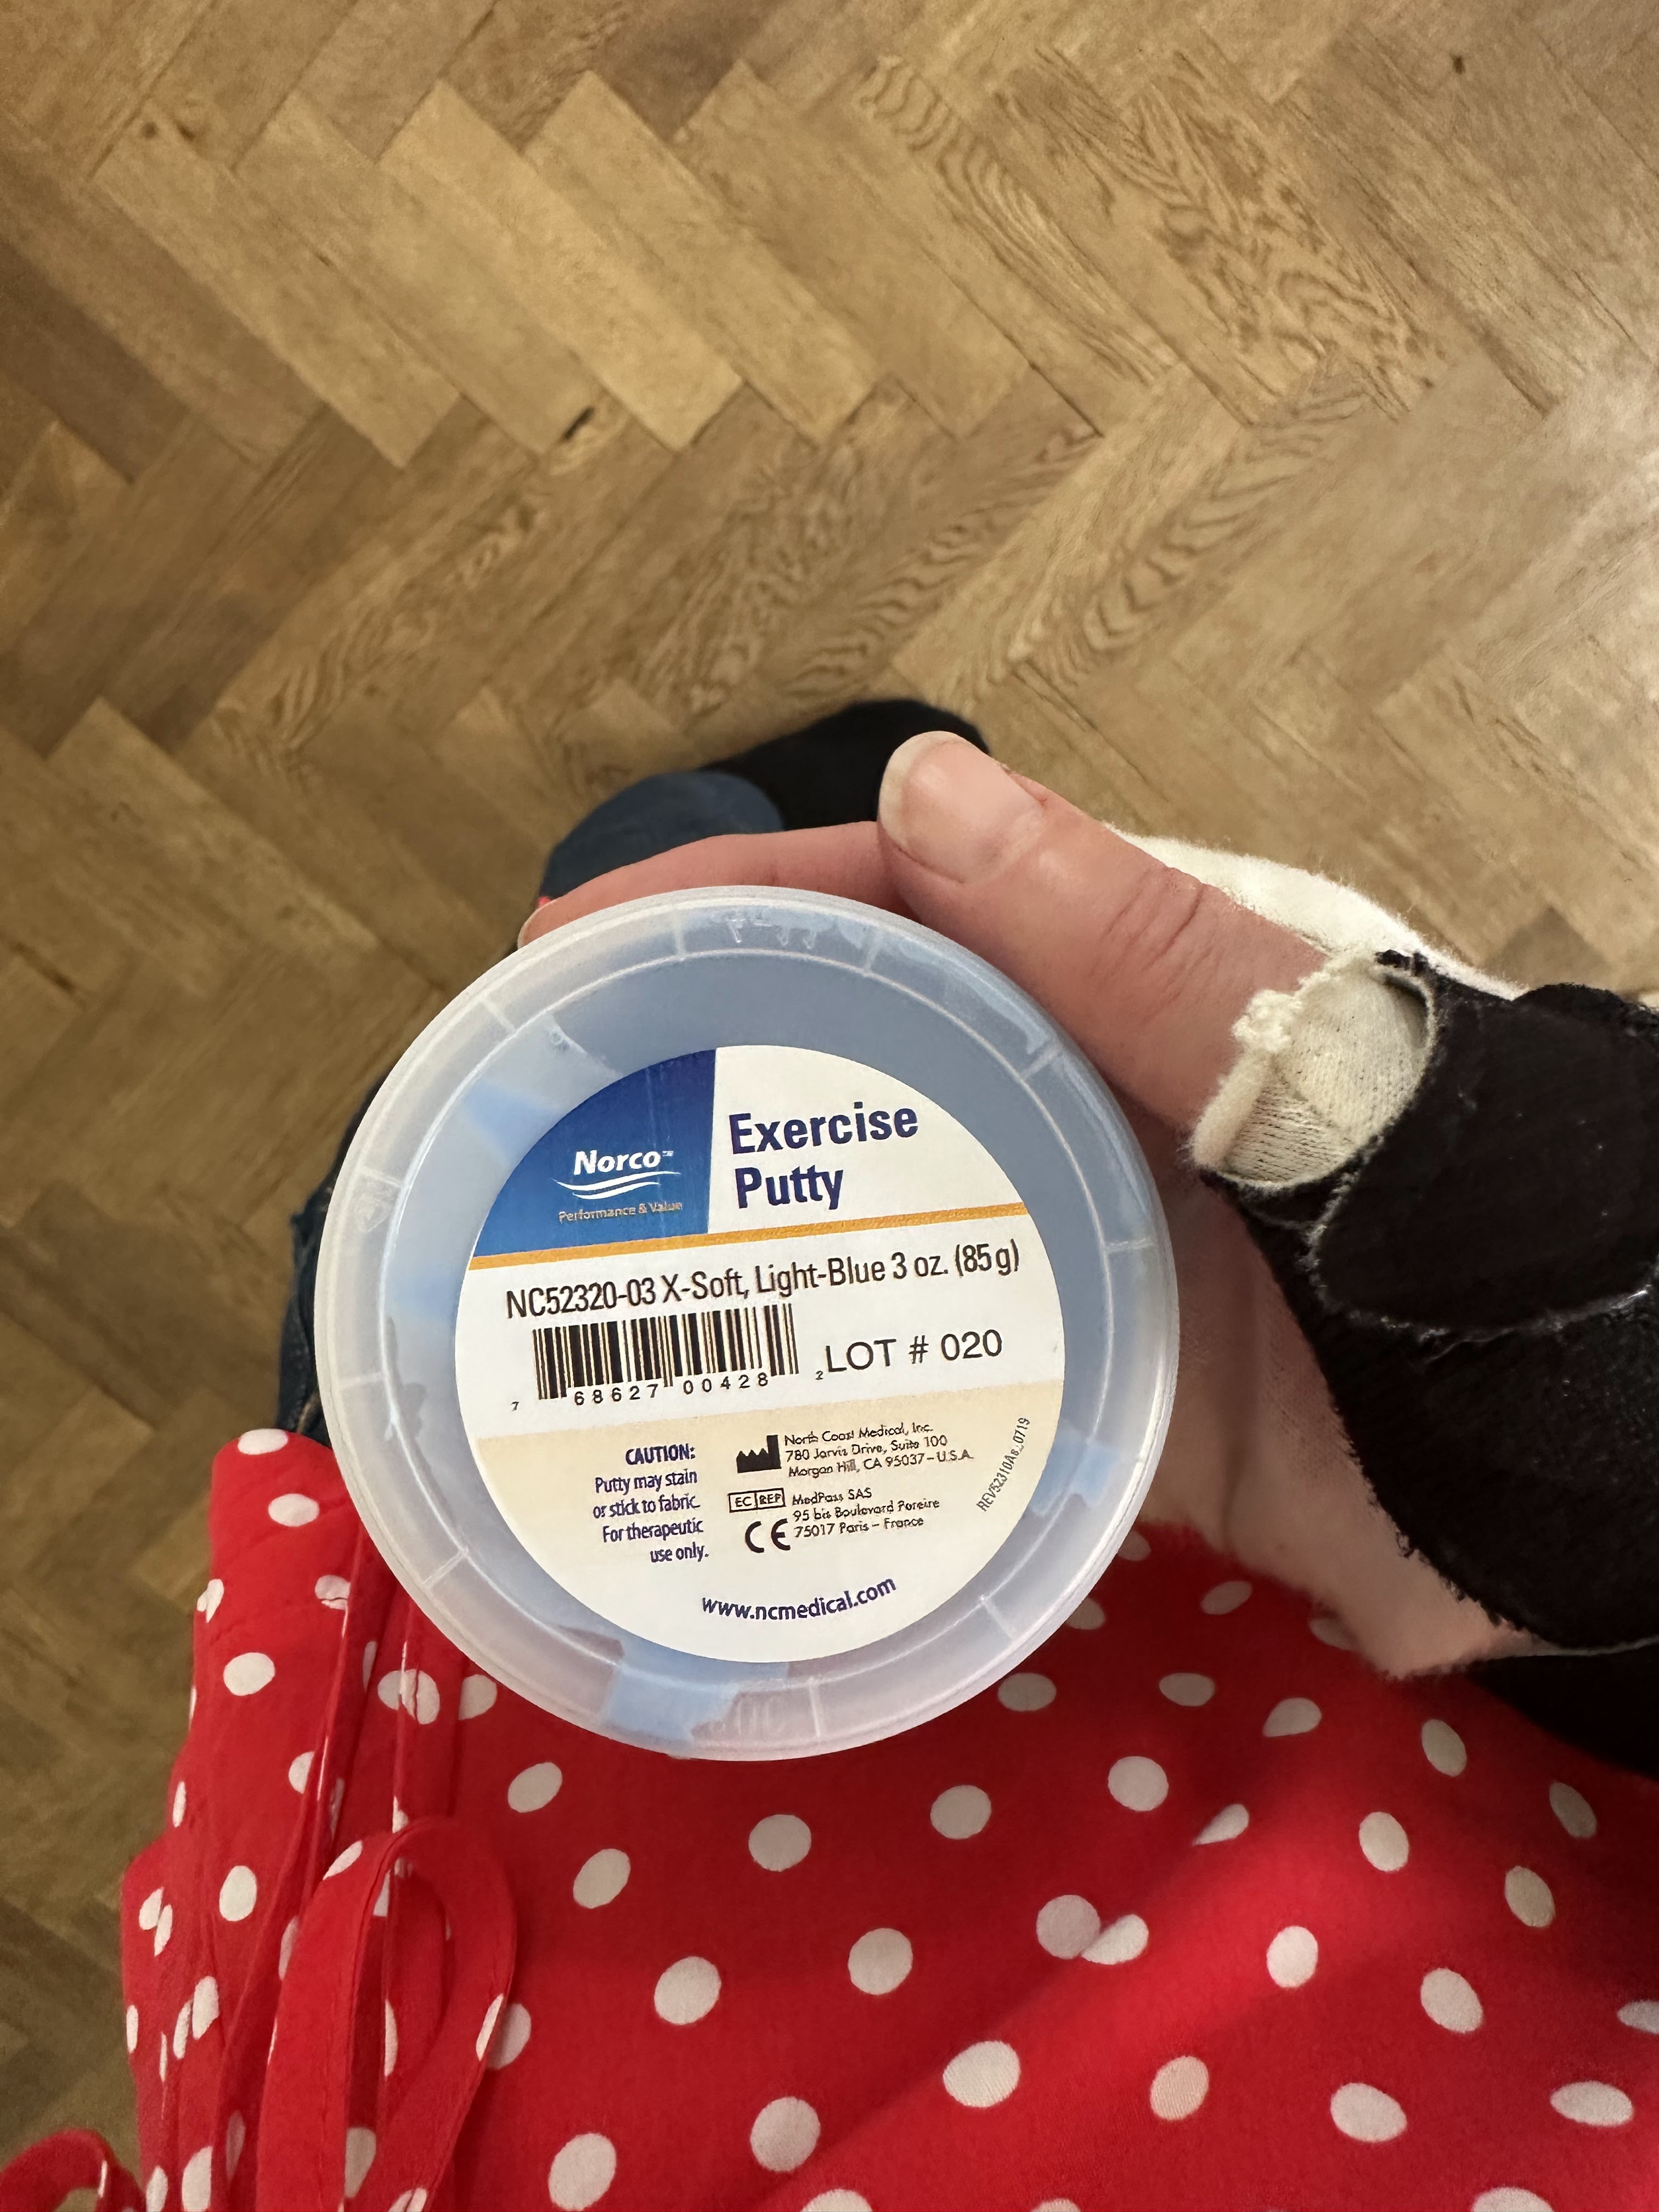 Norco™
Performance & Value
Exercise
Putty
NC52320-03 X-Soft, Light-Blue 3 oz. (85 g)
7 68627 00428 2
LOT # 020
CAUTION:
Putty may stain
or stick to fabric.
For therapeutic
use only.
North Coast Medical, Inc.
780 Jarvis Drive, Suite 100
Morgan Hill, CA 95037 – U.S.A.
EC REP
MedPass SAS
95 bis Boulevard Pereire
75017 Paris – France
CE
REV52310As_0719
www.ncmedical.com